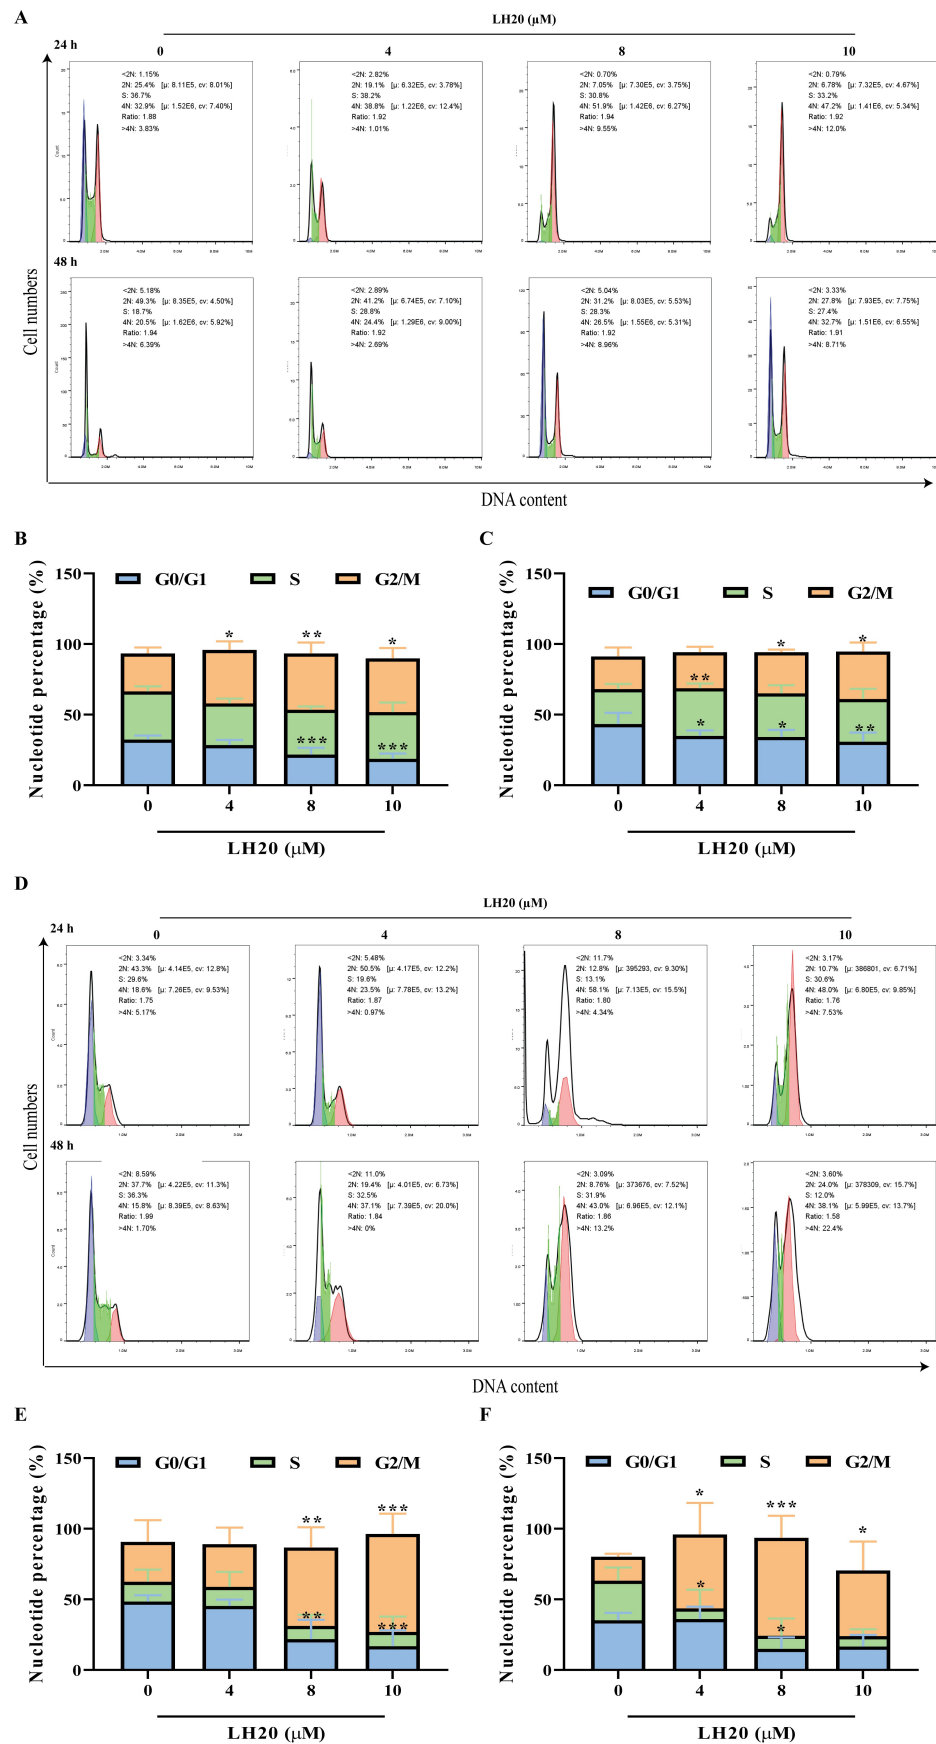 A
LH20 (µM)
24 h
0
4
8
10
<2N: 1.15%
2N: 25.4% [µ: 8.11E5, cv: 8.01%]
S: 36.7%
4N: 32.9% [µ: 1.52E6, cv: 7.40%]
Ratio: 1.88
>4N: 3.83%
<2N: 2.82%
2N: 19.1% [µ: 6.32E5, cv: 3.78%]
S: 38.2%
4N: 38.8% [µ: 1.22E6, cv: 12.4%]
Ratio: 1.92
>4N: 1.01%
<2N: 0.70%
2N: 7.05% [µ: 7.30E5, cv: 3.75%]
S: 30.8%
4N: 51.9% [µ: 1.42E6, cv: 6.27%]
Ratio: 1.94
>4N: 9.55%
<2N: 0.79%
2N: 6.78% [µ: 7.32E5, cv: 4.67%]
S: 33.2%
4N: 47.2% [µ: 1.41E6, cv: 5.34%]
Ratio: 1.92
>4N: 12.0%
Count
48 h
<2N: 5.18%
2N: 49.3% [µ: 8.35E5, cv: 4.50%]
S: 18.7%
4N: 20.5% [µ: 1.62E6, cv: 5.92%]
Ratio: 1.94
>4N: 6.39%
<2N: 2.89%
2N: 41.2% [µ: 6.74E5, cv: 7.10%]
S: 28.8%
4N: 24.4% [µ: 1.29E6, cv: 9.00%]
Ratio: 1.92
>4N: 2.69%
<2N: 5.04%
2N: 31.2% [µ: 8.03E5, cv: 5.53%]
S: 28.3%
4N: 26.5% [µ: 1.55E6, cv: 5.31%]
Ratio: 1.92
>4N: 8.96%
<2N: 3.33%
2N: 27.8% [µ: 7.93E5, cv: 7.75%]
S: 27.4%
4N: 32.7% [µ: 1.51E6, cv: 6.55%]
Ratio: 1.91
>4N: 8.71%
Count
Cell numbers
DNA content
B
G0/G1
S
G2/M
Nucleotide percentage (%)
150
100
50
0
*
**
*
***
***
0
4
8
10
LH20 (µM)
C
G0/G1
S
G2/M
Nucleotide percentage (%)
150
100
50
0
*
*
**
*
*
**
0
4
8
10
LH20 (µM)
D
LH20 (µM)
24 h
0
4
8
10
<2N: 3.34%
2N: 43.3% [µ: 4.14E5, cv: 12.8%]
S: 29.6%
4N: 18.6% [µ: 7.26E5, cv: 9.53%]
Ratio: 1.75
>4N: 5.17%
<2N: 5.48%
2N: 50.5% [µ: 4.17E5, cv: 12.2%]
S: 19.6%
4N: 23.5% [µ: 7.78E5, cv: 13.2%]
Ratio: 1.87
>4N: 0.97%
<2N: 11.7%
2N: 12.8% [µ: 395293, cv: 9.30%]
S: 13.1%
4N: 58.1% [µ: 7.13E5, cv: 15.5%]
Ratio: 1.80
>4N: 4.34%
<2N: 3.17%
2N: 10.7% [µ: 386801, cv: 6.71%]
S: 30.6%
4N: 48.0% [µ: 6.80E5, cv: 9.85%]
Ratio: 1.76
>4N: 7.53%
Count
48 h
<2N: 8.59%
2N: 37.7% [µ: 4.22E5, cv: 11.3%]
S: 36.3%
4N: 15.8% [µ: 8.39E5, cv: 8.63%]
Ratio: 1.99
>4N: 1.70%
<2N: 11.0%
2N: 19.4% [µ: 4.01E5, cv: 6.73%]
S: 32.5%
4N: 37.1% [µ: 7.39E5, cv: 20.0%]
Ratio: 1.84
>4N: 0%
<2N: 3.09%
2N: 8.76% [µ: 373676, cv: 7.52%]
S: 31.9%
4N: 43.0% [µ: 6.96E5, cv: 12.1%]
Ratio: 1.86
>4N: 13.2%
<2N: 3.60%
2N: 24.0% [µ: 378309, cv: 15.7%]
S: 12.0%
4N: 38.1% [µ: 5.99E5, cv: 13.7%]
Ratio: 1.58
>4N: 22.4%
Count
Cell numbers
DNA content
E
G0/G1
S
G2/M
Nucleotide percentage (%)
150
100
50
0
**
***
**
***
0
4
8
10
LH20 (µM)
F
G0/G1
S
G2/M
Nucleotide percentage (%)
150
100
50
0
*
***
*
*
*
0
4
8
10
LH20 (µM)